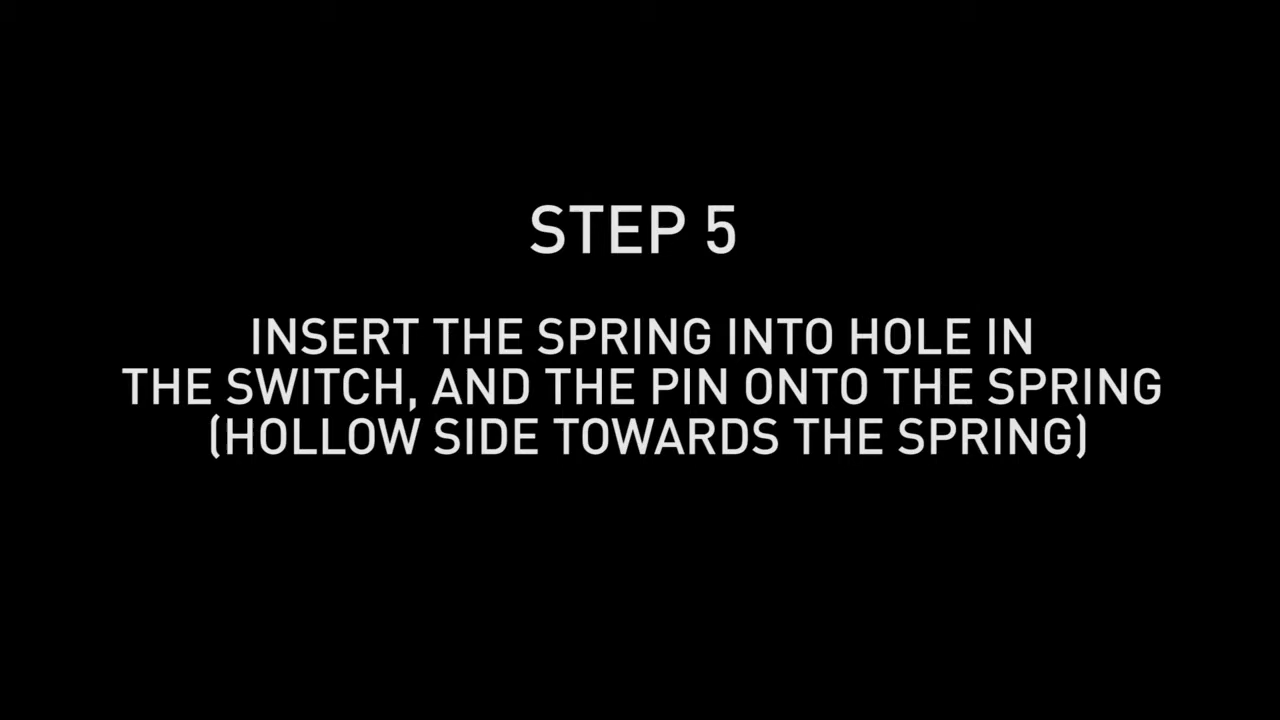 STEP 5
INSERT THE SPRING INTO HOLE IN
THE SWITCH, AND THE PIN ONTO THE SPRING
(HOLLOW SIDE TOWARDS THE SPRING)